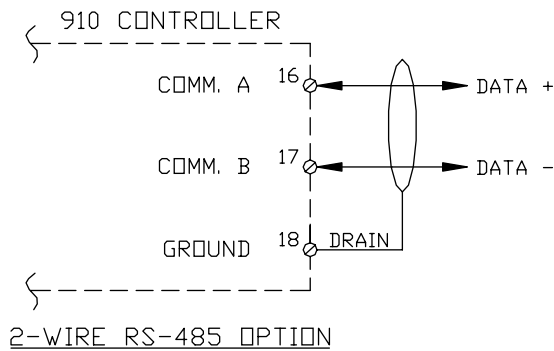 910 CONTROLLER
COMM. A 16 DATA +
COMM. B 17 DATA -
GROUND 18 DRAIN
2-WIRE RS-485 OPTION